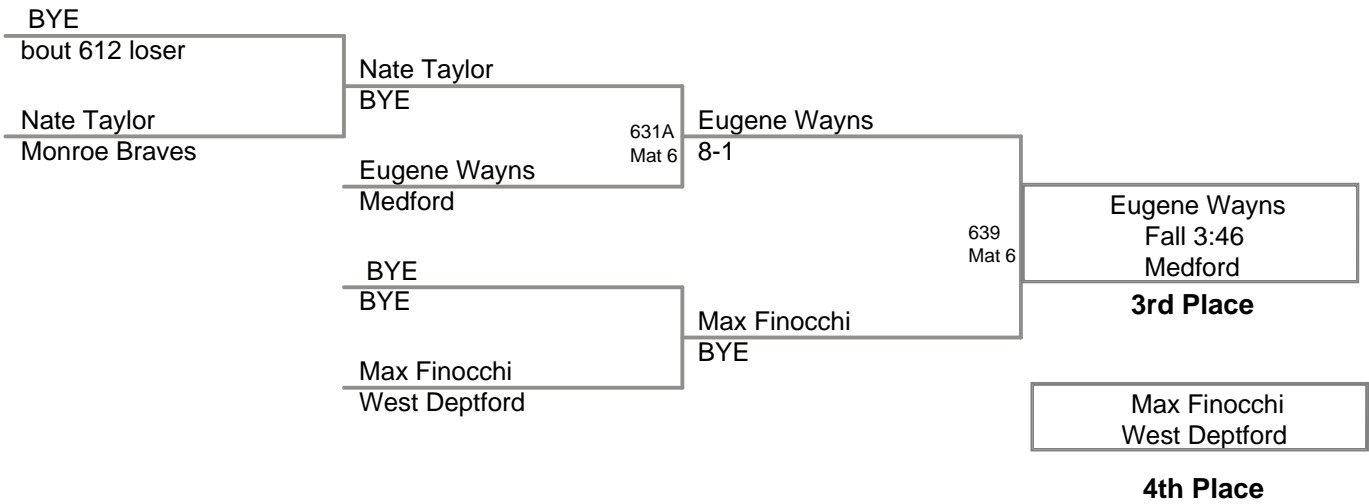 BYE
bout 612 loser
Nate Taylor
Monroe Braves
Nate Taylor
BYE
631A
Mat 6
Eugene Wayns
Medford
BYE
BYE
Max Finocchi
West Deptford
Eugene Wayns
8-1
639
Mat 6
Max Finocchi
BYE
Eugene Wayns
Fall 3:46
Medford
3rd Place
Max Finocchi
West Deptford
4th Place